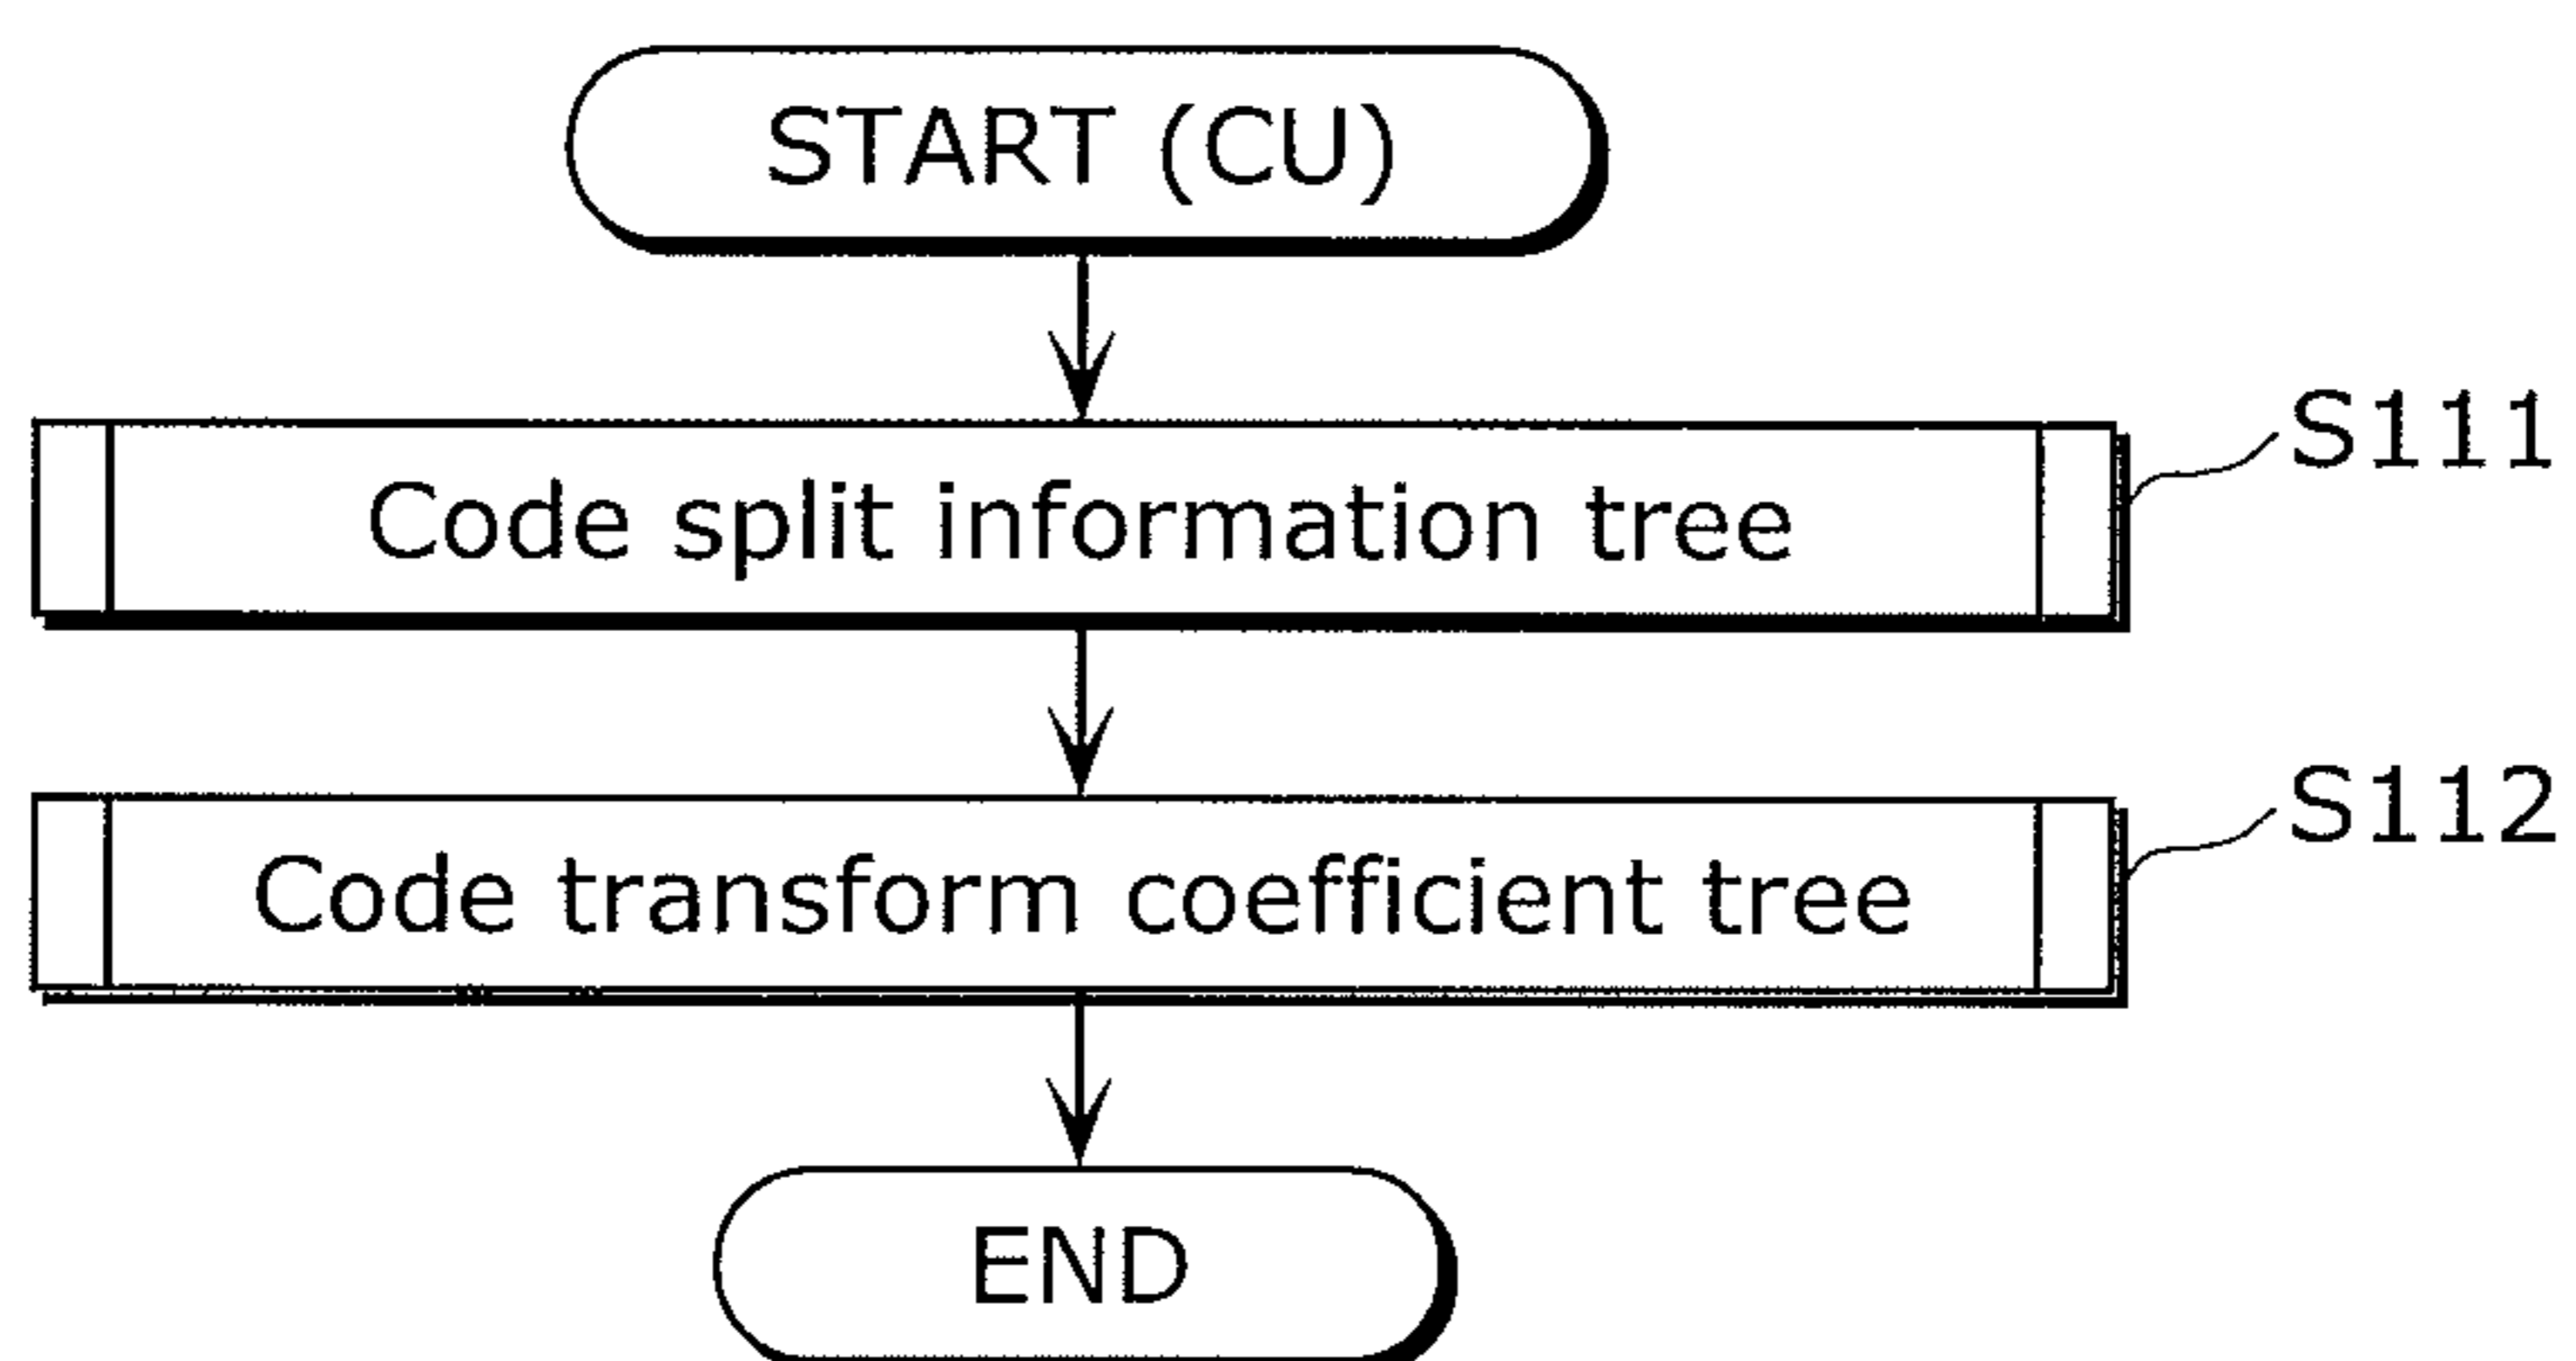 START (CU)
S111
Code split information tree
S112
Code transform coefficient tree
END